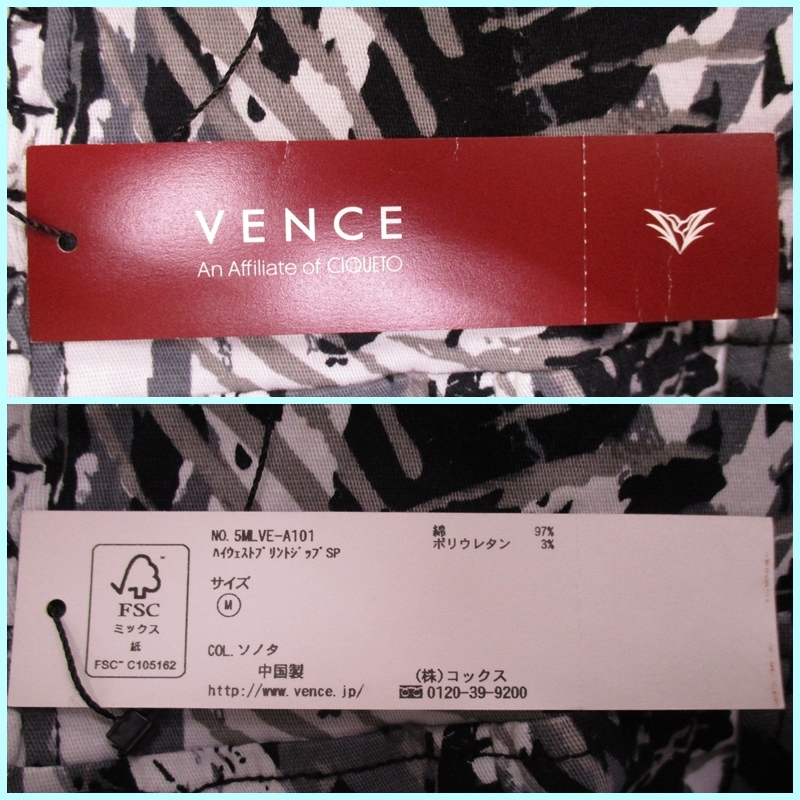 VENCE
An Affiliate of CIQUETO
NO. 5MLVE-A101
ﾊｲｳｪｽﾄﾌﾟﾘﾝﾄｼﾞｯﾌﾟSP
綿 97%
ポリウレタン 3%
サイズ
M
FSC
ミックス
紙
FSC™ C105162
COL. ソノタ
中国製
http://www.vence.jp/
(株)コックス
0120-39-9200